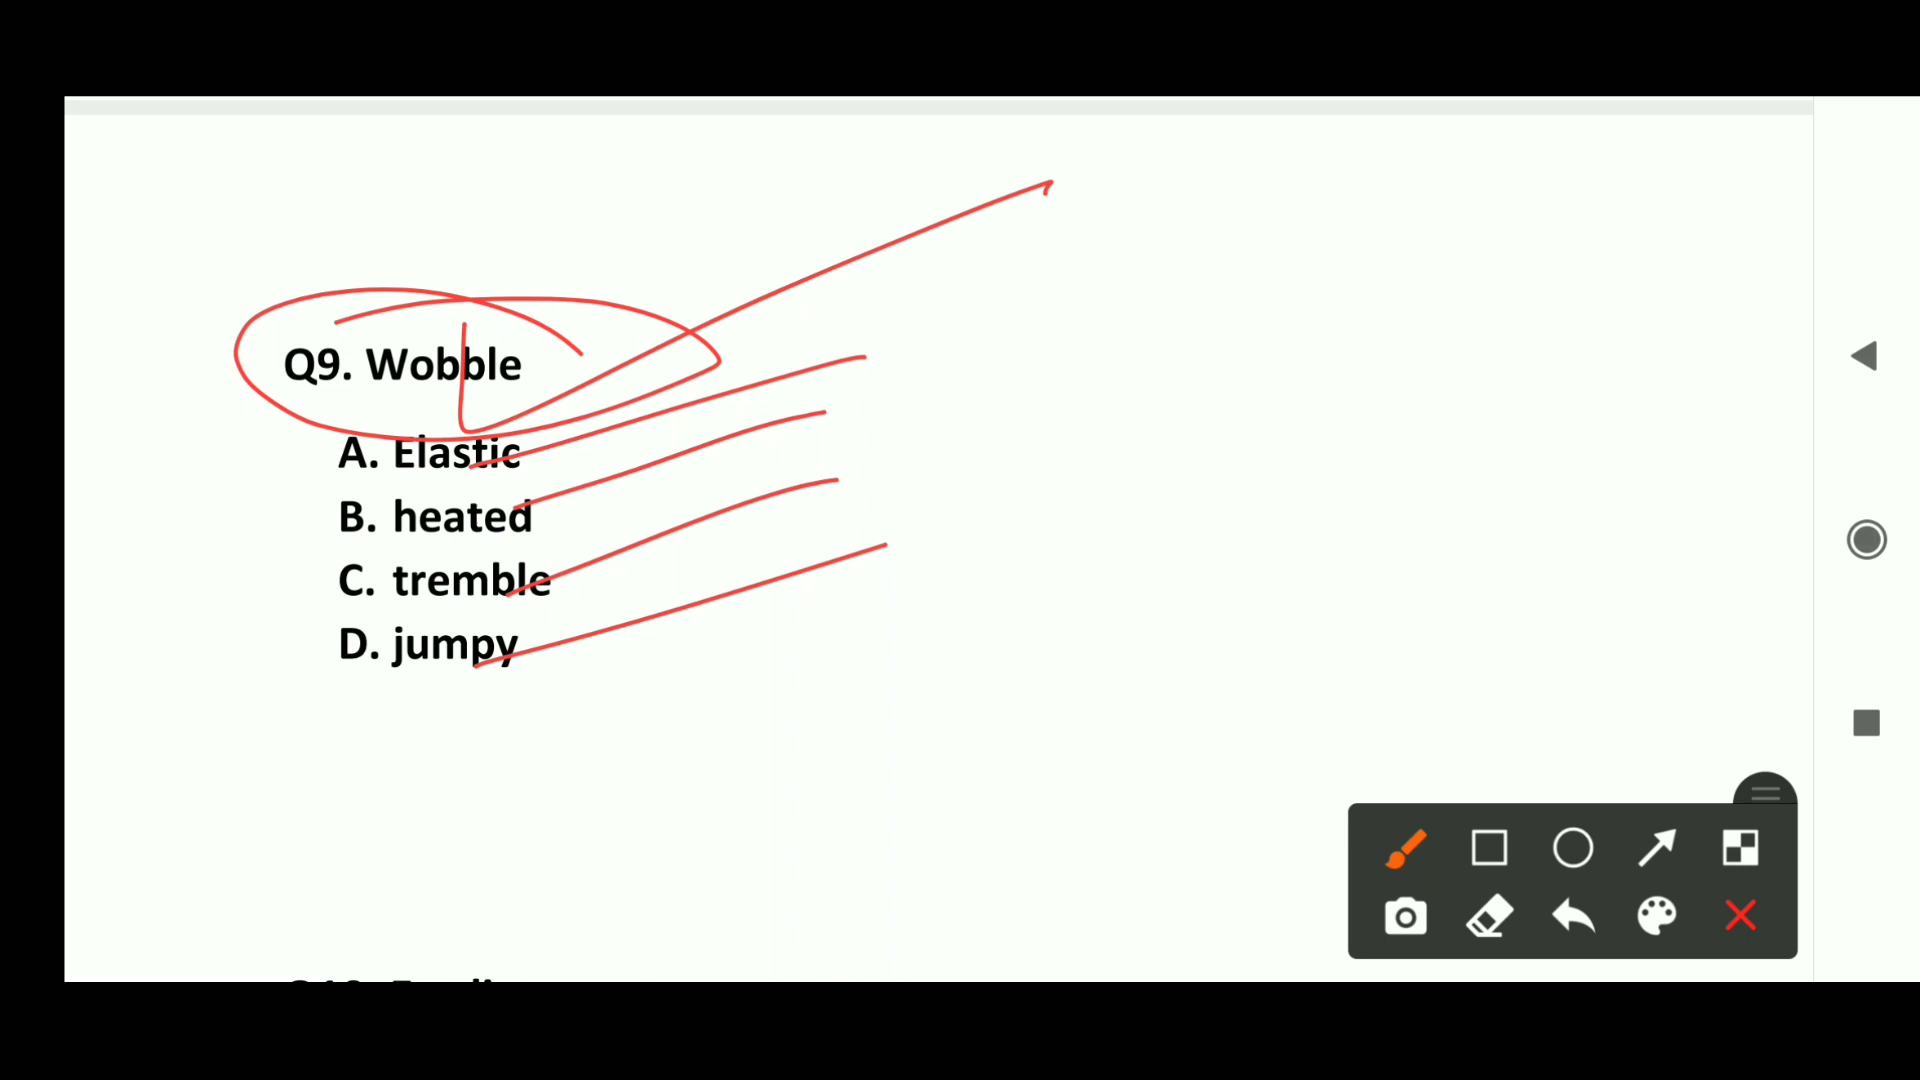 Q9. Wobble
A. Elastic
B. heated
C. tremble
D. jumpy